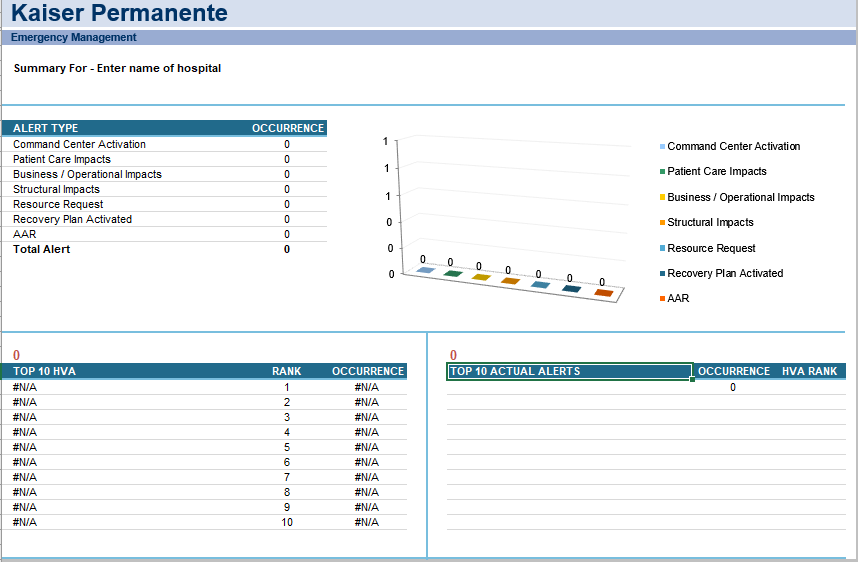 Kaiser Permanente
Emergency Management
Summary For - Enter name of hospital
ALERT TYPE OCCURRENCE
Command Center Activation 0
Patient Care Impacts 0
Business / Operational Impacts 0
Structural Impacts 0
Resource Request 0
Recovery Plan Activated 0
AAR 0
Total Alert 0
1
1
1
0
0
0
0 0 0 0 0 0 0
Command Center Activation
Patient Care Impacts
Business / Operational Impacts
Structural Impacts
Resource Request
Recovery Plan Activated
AAR
0
TOP 10 HVA RANK OCCURRENCE
#N/A 1 #N/A
#N/A 2 #N/A
#N/A 3 #N/A
#N/A 4 #N/A
#N/A 5 #N/A
#N/A 6 #N/A
#N/A 7 #N/A
#N/A 8 #N/A
#N/A 9 #N/A
#N/A 10 #N/A
0
TOP 10 ACTUAL ALERTS OCCURRENCE HVA RANK
0